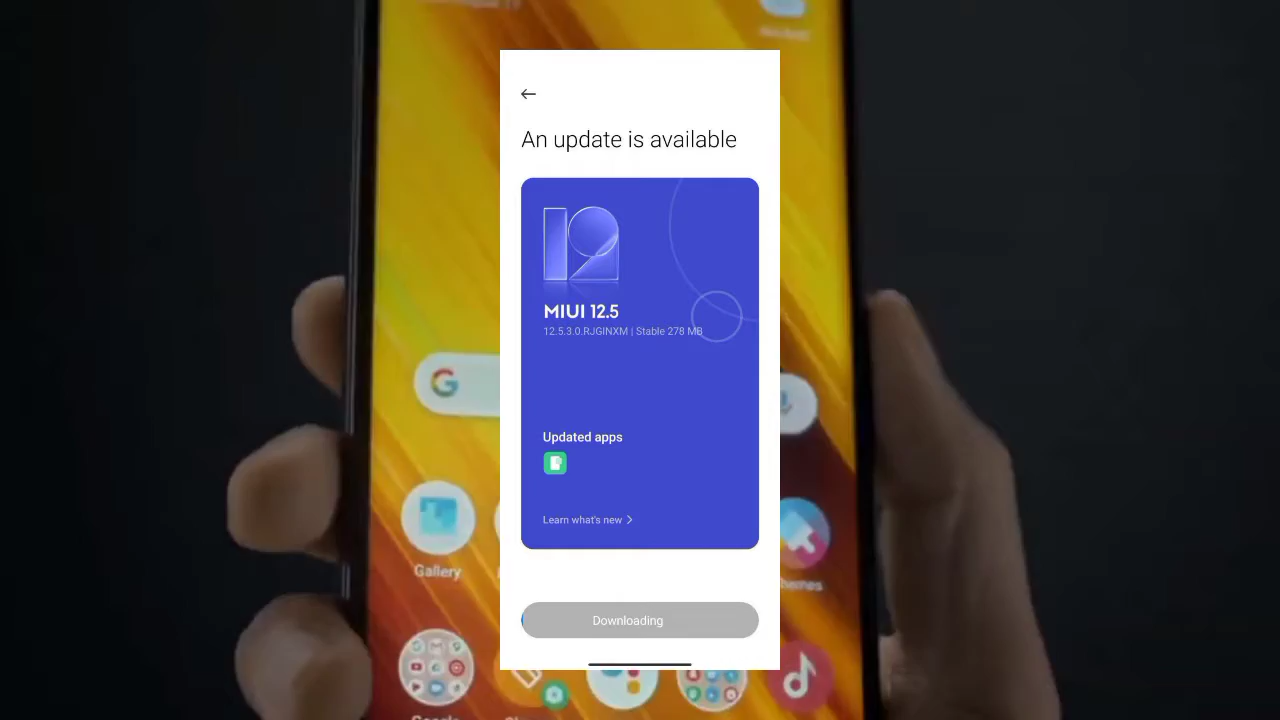 An update is available
12
MIUI 12.5
12.5.3.0.RJGINXM | Stable 278 MB
Updated apps
Learn what's new
G
Gallery
Downloading